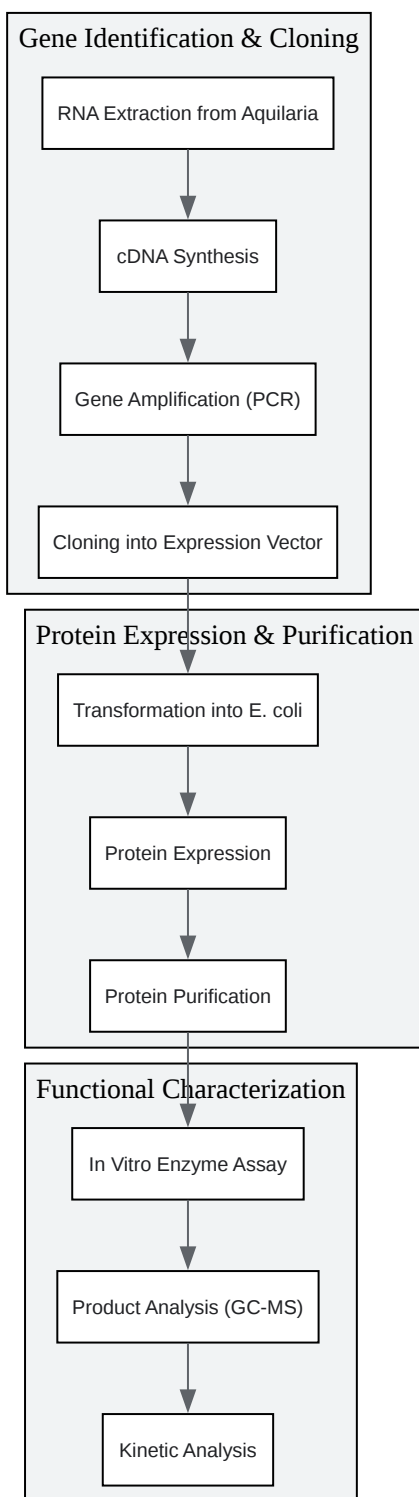 Gene Identification & Cloning
RNA Extraction from Aquilaria
cDNA Synthesis
Gene Amplification (PCR)
Cloning into Expression Vector
Protein Expression & Purification
Transformation into E. coli
Protein Expression
Protein Purification
Functional Characterization
In Vitro Enzyme Assay
Product Analysis (GC-MS)
Kinetic Analysis